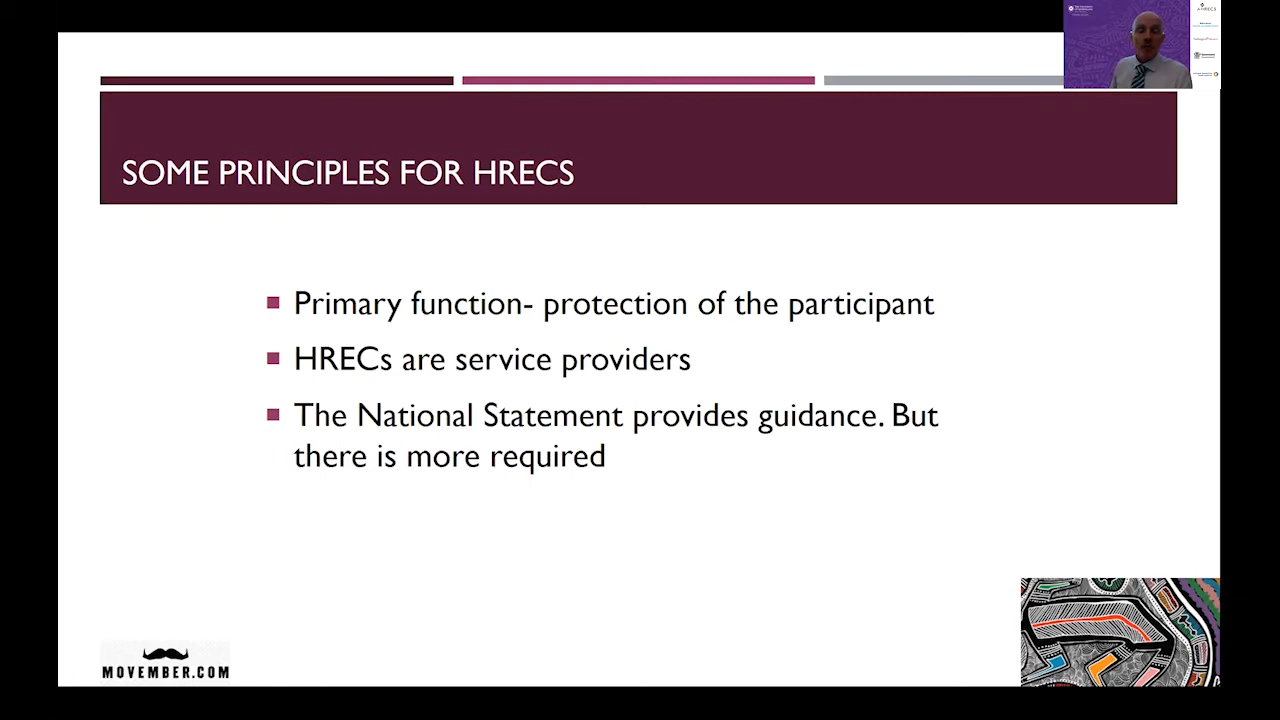 SOME PRINCIPLES FOR HRECS
Primary function- protection of the participant
HRECs are service providers
The National Statement provides guidance. But
there is more required
MOVEMBER.COM